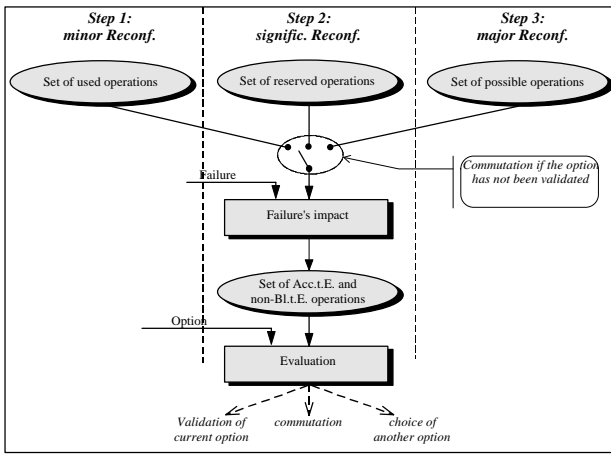 Step 1:
minor Reconf.
Step 2:
signific. Reconf.
Step 3:
major Reconf.
Set of used operations
Set of reserved operations
Set of possible operations
Commutation if the option
has not been validated
Failure
Failure's impact
Set of Acc.t.E. and
non-Bl.t.E. operations
Option
Evaluation
Validation of
current option
commutation
choice of
another option